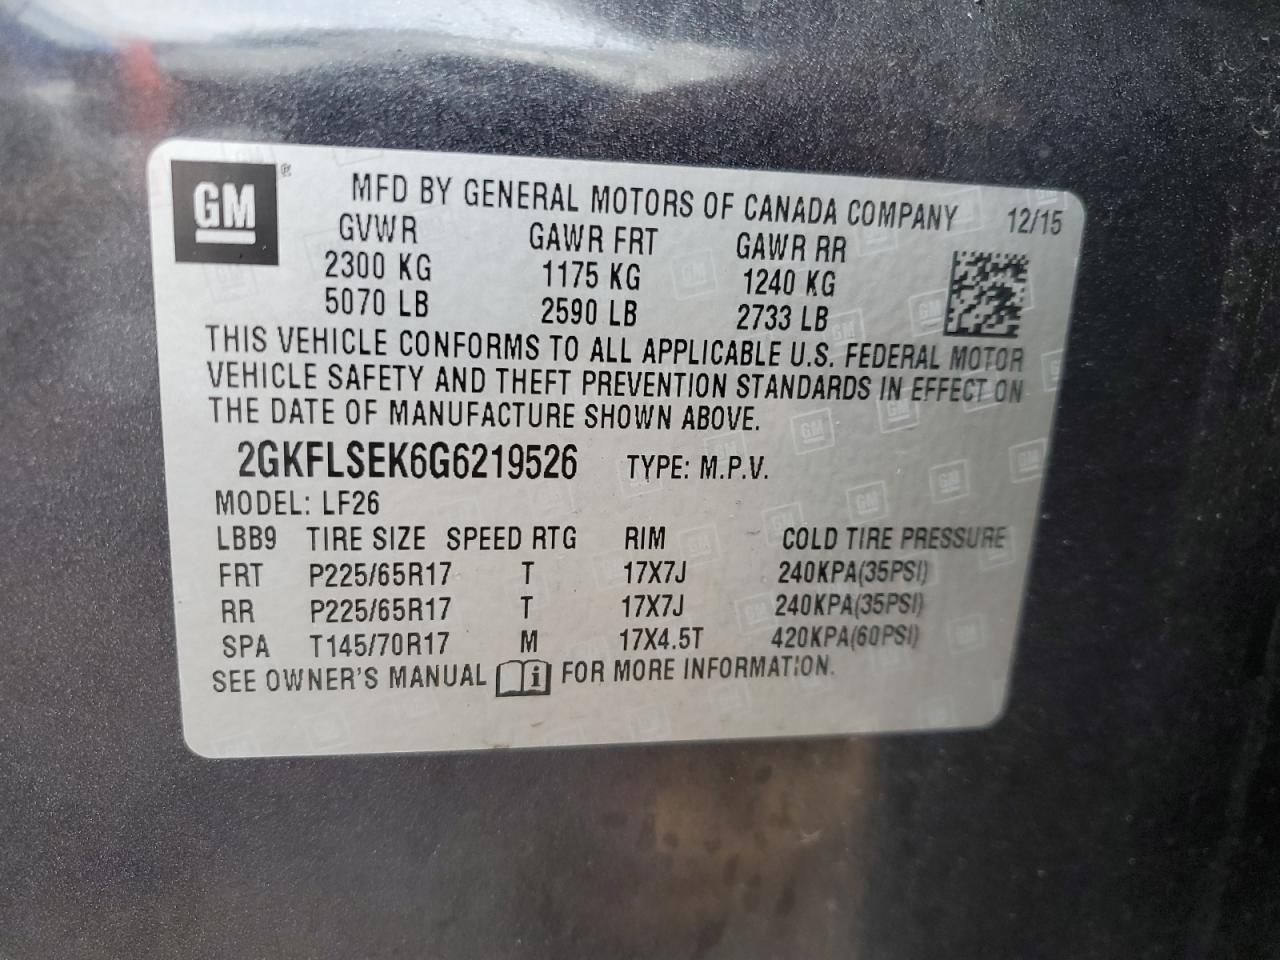 GM ®
MFD BY GENERAL MOTORS OF CANADA COMPANY 12/15
GVWR GAWR FRT GAWR RR
2300 KG 1175 KG 1240 KG
5070 LB 2590 LB 2733 LB
THIS VEHICLE CONFORMS TO ALL APPLICABLE U.S. FEDERAL MOTOR
VEHICLE SAFETY AND THEFT PREVENTION STANDARDS IN EFFECT ON
THE DATE OF MANUFACTURE SHOWN ABOVE.
2GKFLSEK6G6219526 TYPE: M.P.V.
MODEL: LF26
LBB9 TIRE SIZE SPEED RTG RIM COLD TIRE PRESSURE
FRT P225/65R17 T 17X7J 240KPA(35PSI)
RR P225/65R17 T 17X7J 240KPA(35PSI)
SPA T145/70R17 M 17X4.5T 420KPA(60PSI)
SEE OWNER'S MANUAL i FOR MORE INFORMATION.